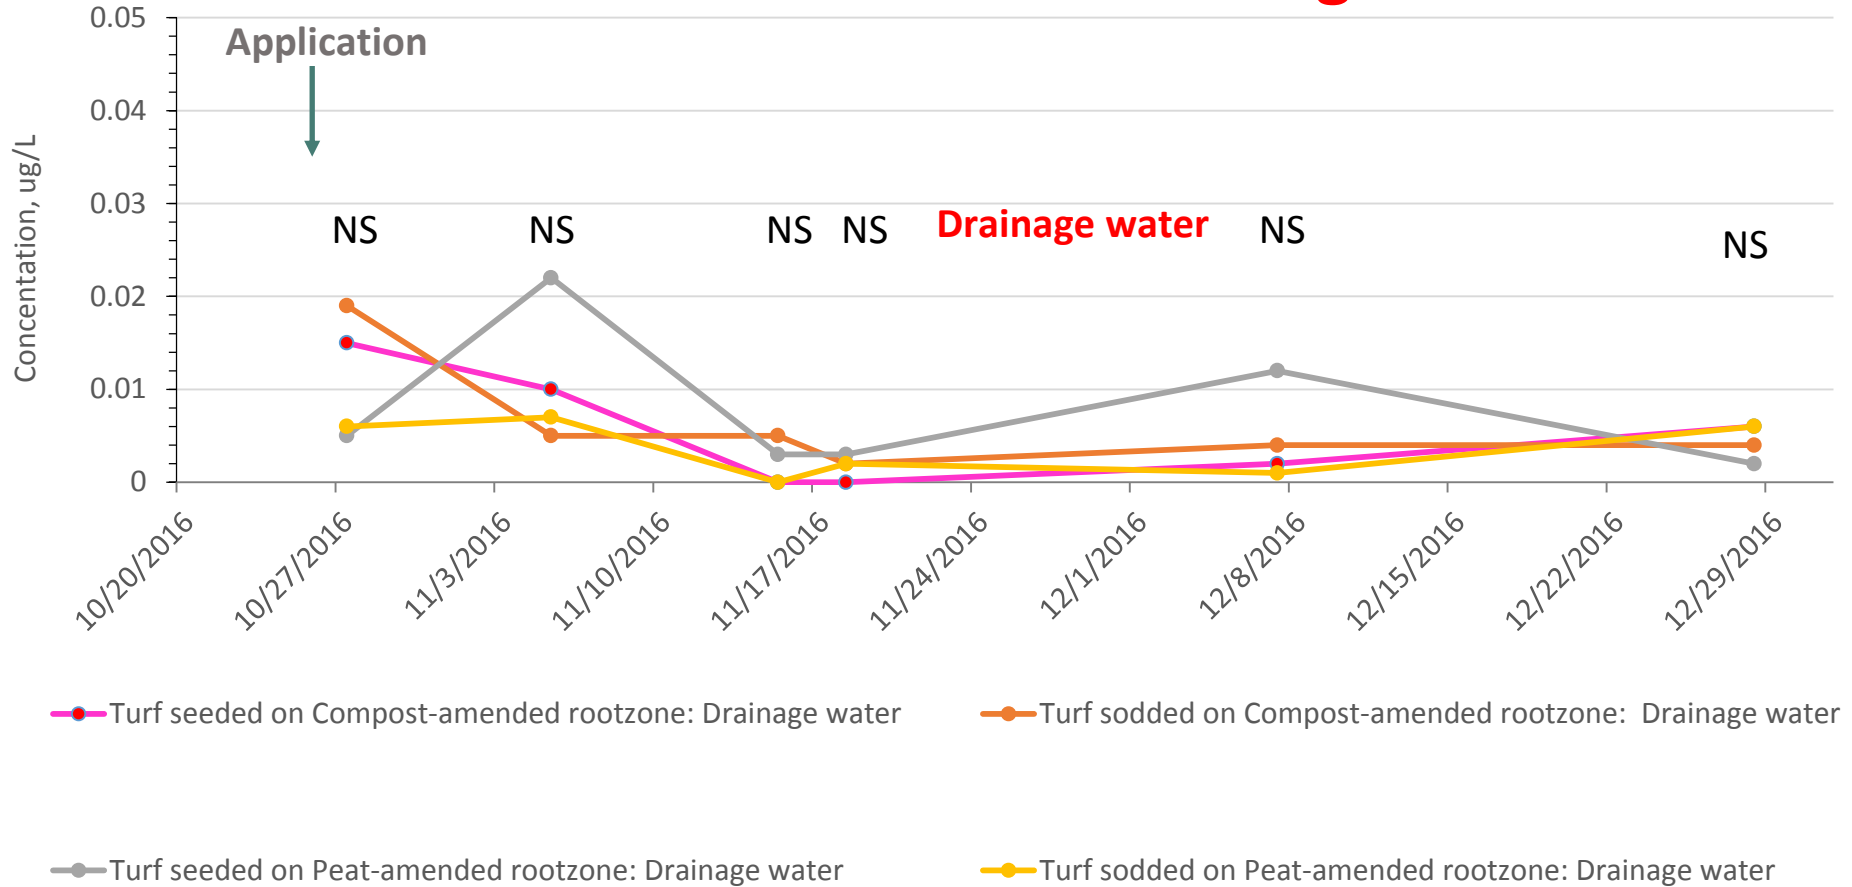 0.05
Application
0.04
0.03
0.02
0.01
0
Concentration, ug/L
NS
NS
NS
NS
Drainage water
NS
NS
10/20/2016
10/27/2016
11/3/2016
11/10/2016
11/17/2016
11/24/2016
12/1/2016
12/8/2016
12/15/2016
12/22/2016
12/29/2016
Turf seeded on Compost-amended rootzone: Drainage water
Turf sodded on Compost-amended rootzone: Drainage water
Turf seeded on Peat-amended rootzone: Drainage water
Turf sodded on Peat-amended rootzone: Drainage water